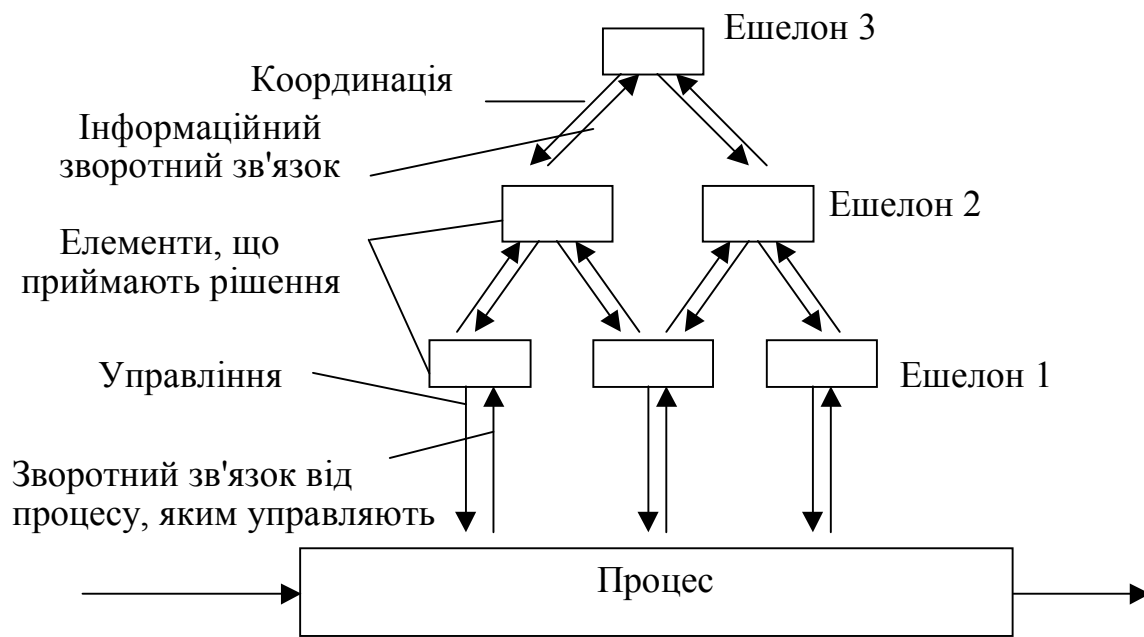 Ешелон 3
Координація
Інформаційний
зворотний зв'язок
Ешелон 2
Елементи, що
приймають рішення
Управління
Ешелон 1
Зворотний зв'язок від
процесу, яким управляють
Процес